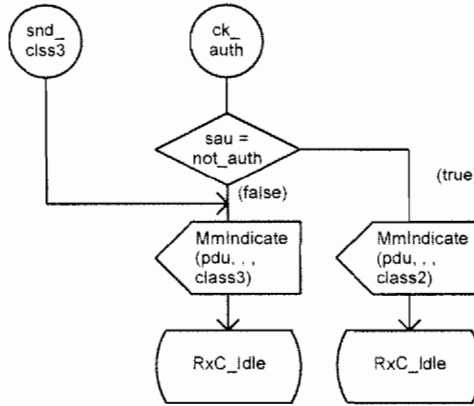 snd_
clss3
ck_
auth
sau =
not_auth
(false)
(true)
MmIndicate
(pdu, , ,
class3)
MmIndicate
(pdu, , ,
class2)
RxC_Idle
RxC_Idle